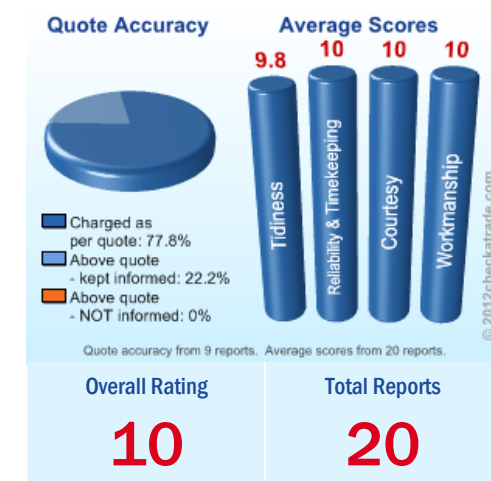 Quote Accuracy
Average Scores
9.8
10
10
10
Tidiness
Reliability & Timekeeping
Courtesy
Workmanship
Charged as
per quote: 77.8%
Above quote
- kept informed: 22.2%
Above quote
- NOT informed: 0%
© 2012checkatrade.com
Quote accuracy from 9 reports. Average scores from 20 reports.
Overall Rating
Total Reports
10
20